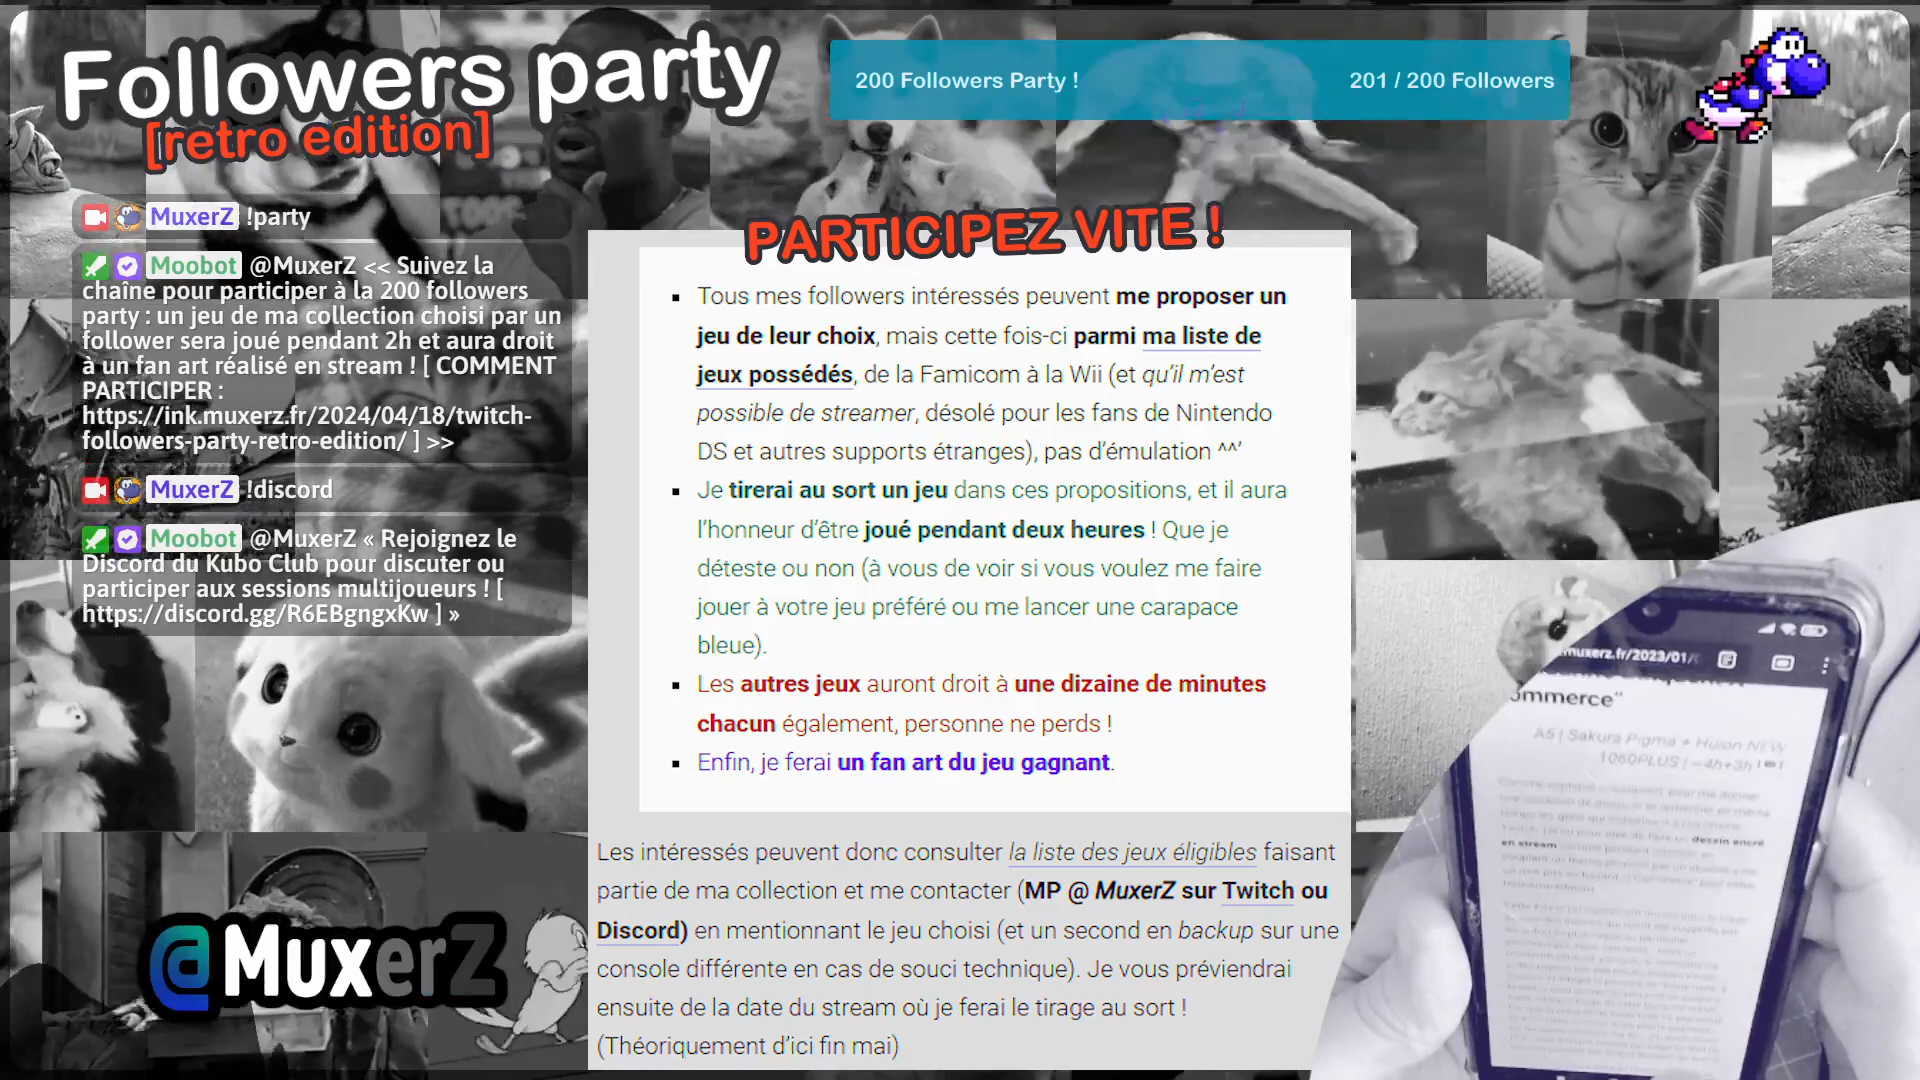 Followers party
[retro edition]
200 Followers Party !
201 / 200 Followers
MuxerZ !party
Moobot @MuxerZ << Suivez la
chaîne pour participer à la 200 followers
party : un jeu de ma collection choisi par un
follower sera joué pendant 2h et aura droit
à un fan art réalisé en stream ! [ COMMENT
PARTICIPER :
https://ink.muxerz.fr/2024/04/18/twitch-
followers-party-retro-edition/ ] >>
MuxerZ !discord
Moobot @MuxerZ « Rejoignez le
Discord du Kubo Club pour discuter ou
participer aux sessions multijoueurs ! [
https://discord.gg/R6EBgngxKw ] »
@MuxerZ
PARTICIPEZ VITE !
▪ Tous mes followers intéressés peuvent me proposer un
jeu de leur choix, mais cette fois-ci parmi ma liste de
jeux possédés, de la Famicom à la Wii (et qu'il m'est
possible de streamer, désolé pour les fans de Nintendo
DS et autres supports étranges), pas d'émulation ^^'
▪ Je tirerai au sort un jeu dans ces propositions, et il aura
l'honneur d'être joué pendant deux heures ! Que je
déteste ou non (à vous de voir si vous voulez me faire
jouer à votre jeu préféré ou me lancer une carapace
bleue).
▪ Les autres jeux auront droit à une dizaine de minutes
chacun également, personne ne perds !
▪ Enfin, je ferai un fan art du jeu gagnant.
Les intéressés peuvent donc consulter la liste des jeux éligibles faisant
partie de ma collection et me contacter (MP @ MuxerZ sur Twitch ou
Discord) en mentionnant le jeu choisi (et un second en backup sur une
console différente en cas de souci technique). Je vous préviendrai
ensuite de la date du stream où je ferai le tirage au sort !
(Théoriquement d'ici fin mai)
muxerz.fr/2023/01/
ommerce"
A5 | Sakura Pigma + Huion NEW
1060PLUS | ~4h+3h
dessin encré
en stream